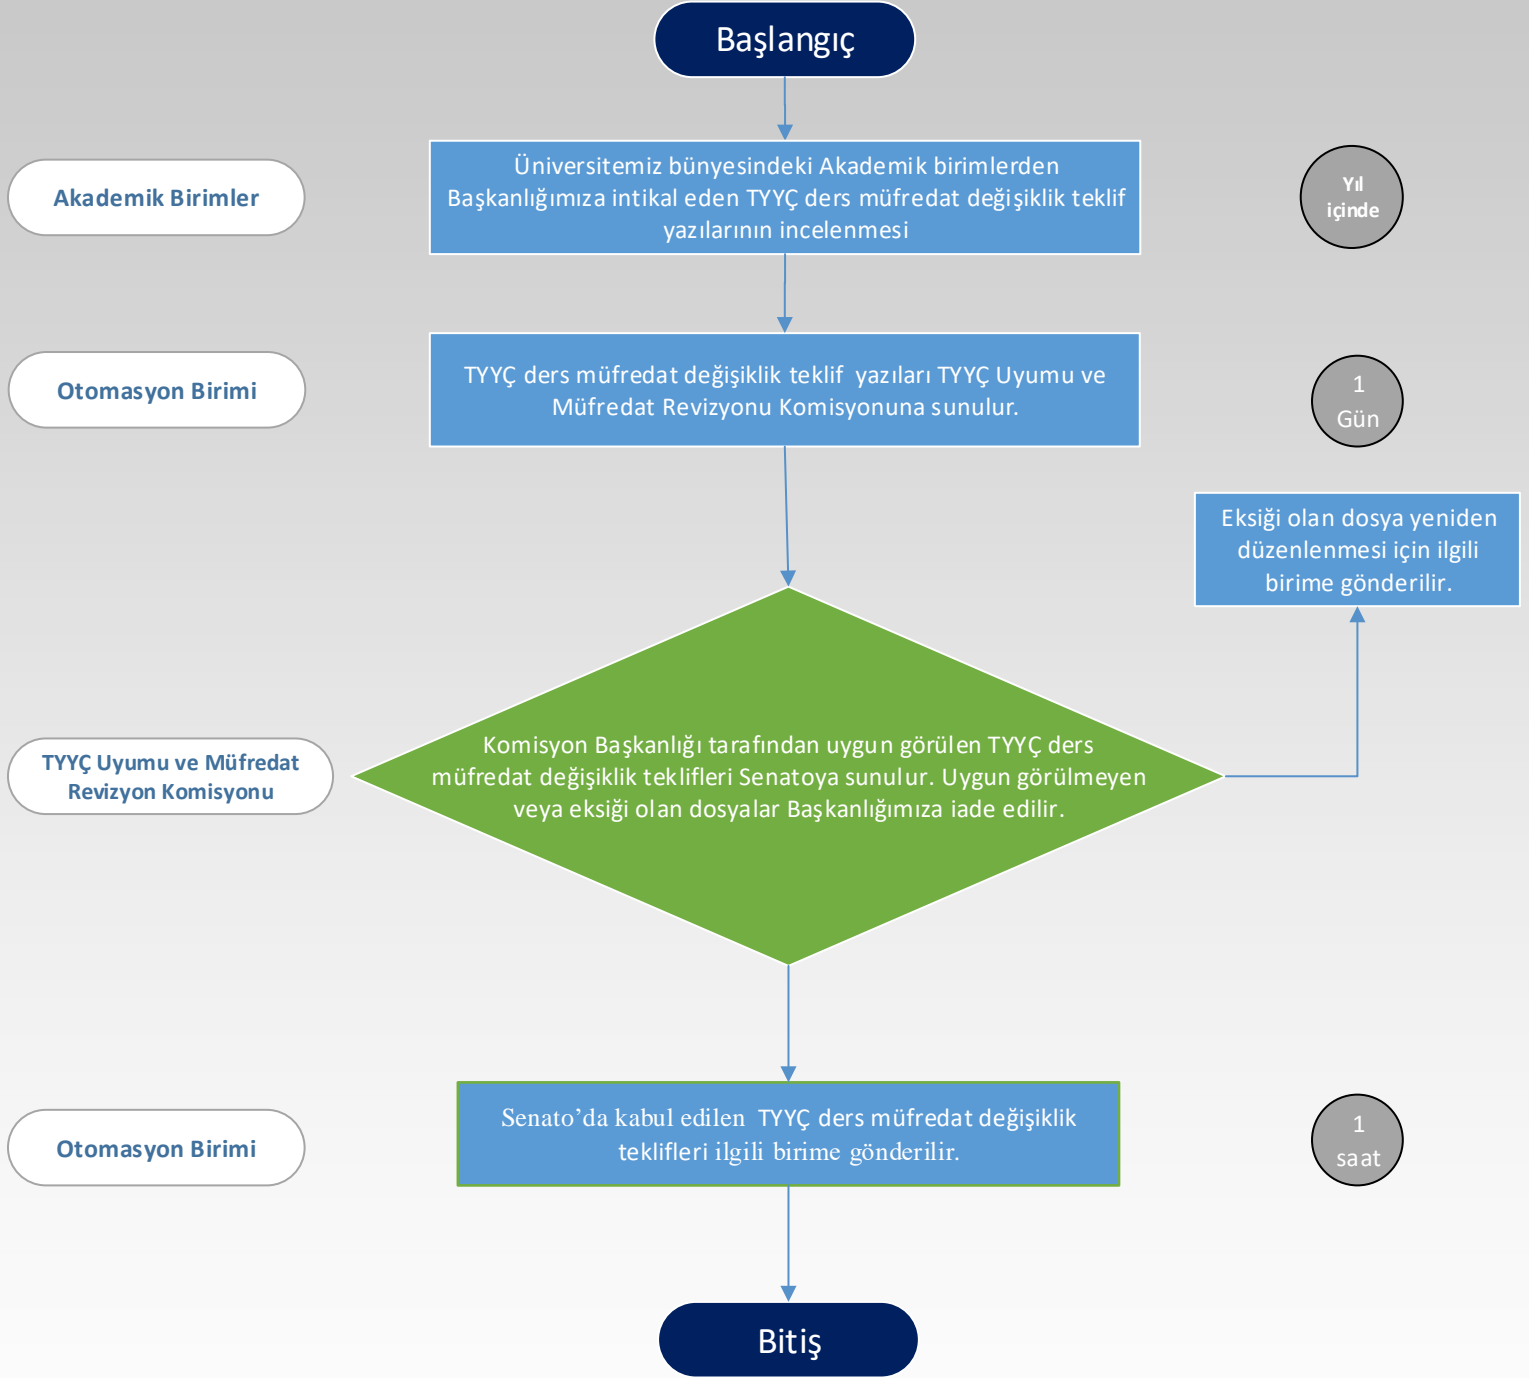 Başlangıç
Akademik Birimler
Üniversitemiz bünyesindeki Akademik birimlerden
Başkanlığımıza intikal eden TYYÇ ders müfredat değişiklik teklif
yazılarının incelenmesi
Yıl
içinde
Otomasyon Birimi
TYYÇ ders müfredat değişiklik teklif yazıları TYYÇ Uyumu ve
Müfredat Revizyonu Komisyonuna sunulur.
1
Gün
Eksiği olan dosya yeniden
düzenlenmesi için ilgili
birime gönderilir.
TYYÇ Uyumu ve Müfredat
Revizyon Komisyonu
Komisyon Başkanlığı tarafından uygun görülen TYYÇ ders
müfredat değişiklik teklifleri Senatoya sunulur. Uygun görülmeyen
veya eksiği olan dosyalar Başkanlığımıza iade edilir.
Otomasyon Birimi
Senato’da kabul edilen TYYÇ ders müfredat değişiklik
teklifleri ilgili birime gönderilir.
1
saat
Bitiş